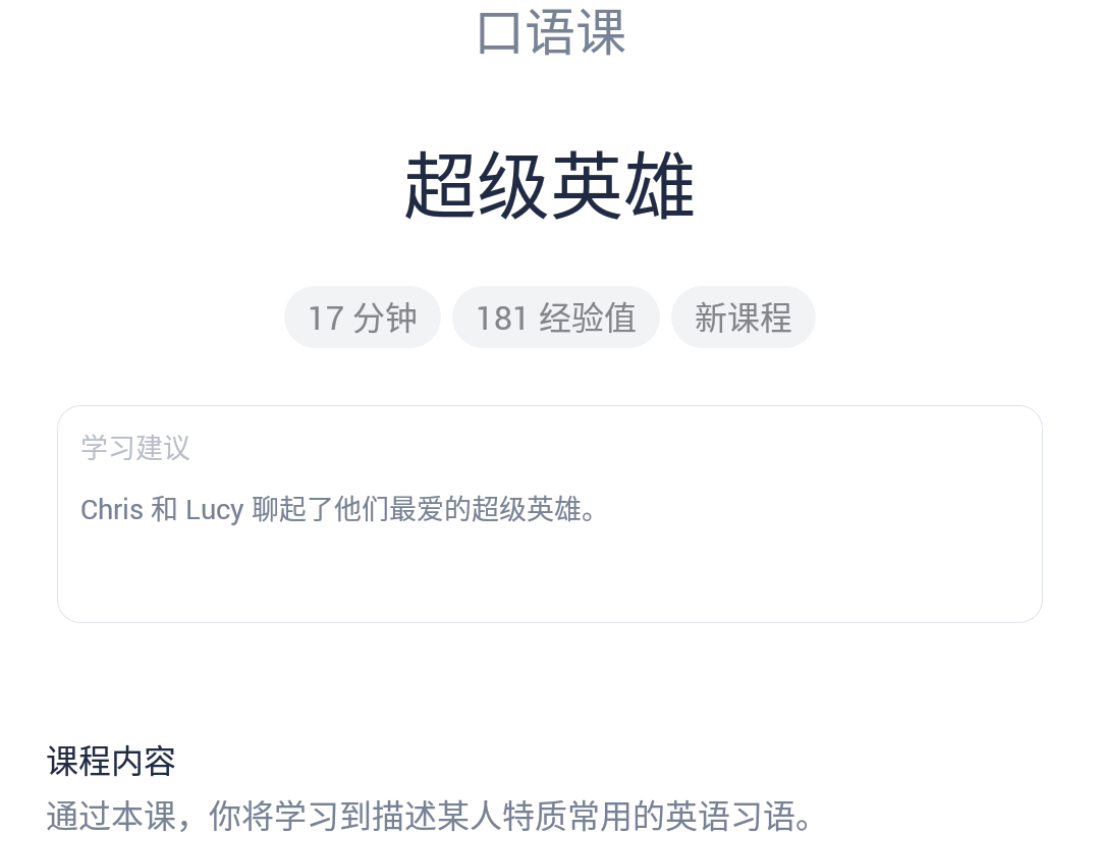 口语课
超级英雄
17 分钟 181 经验值 新课程
学习建议
Chris 和 Lucy 聊起了他们最爱的超级英雄。
课程内容
通过本课，你将学习到描述某人特质常用的英语习语。